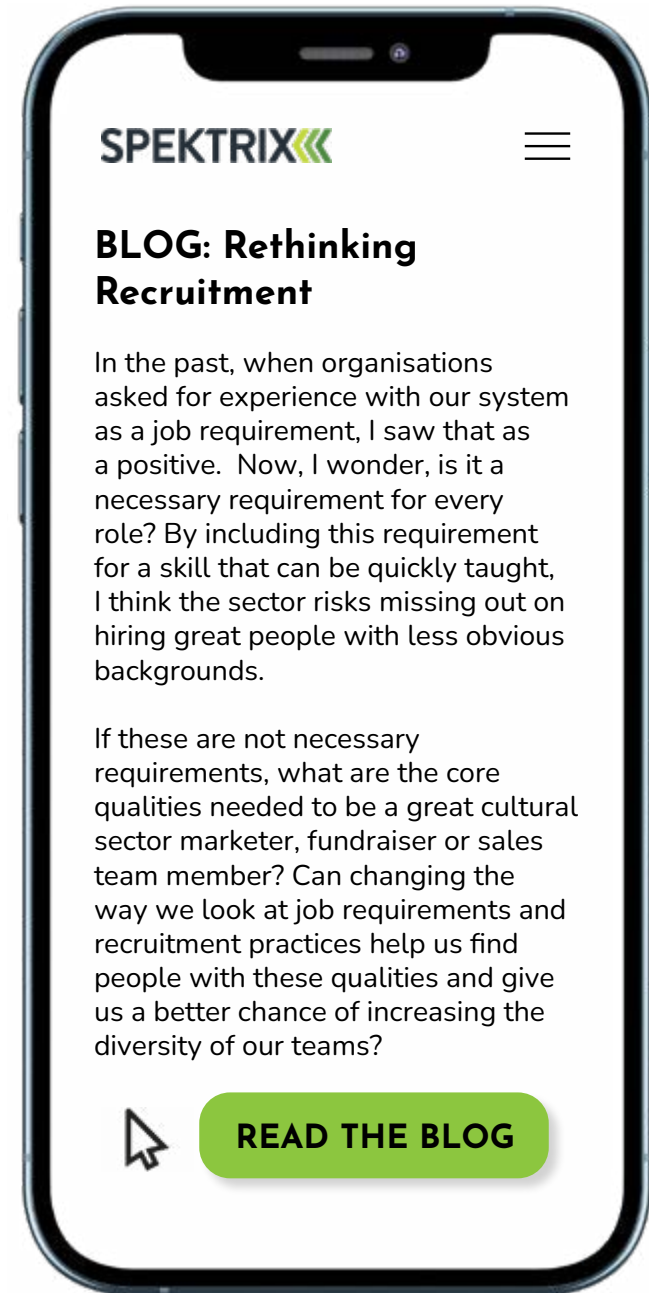 SPEKTRIX
BLOG: Rethinking
Recruitment
In the past, when organisations
asked for experience with our system
as a job requirement, I saw that as
a positive.  Now, I wonder, is it a
necessary requirement for every
role? By including this requirement
for a skill that can be quickly taught,
I think the sector risks missing out on
hiring great people with less obvious
backgrounds.
If these are not necessary
requirements, what are the core
qualities needed to be a great cultural
sector marketer, fundraiser or sales
team member? Can changing the
way we look at job requirements and
recruitment practices help us find
people with these qualities and give
us a better chance of increasing the
diversity of our teams?
READ THE BLOG